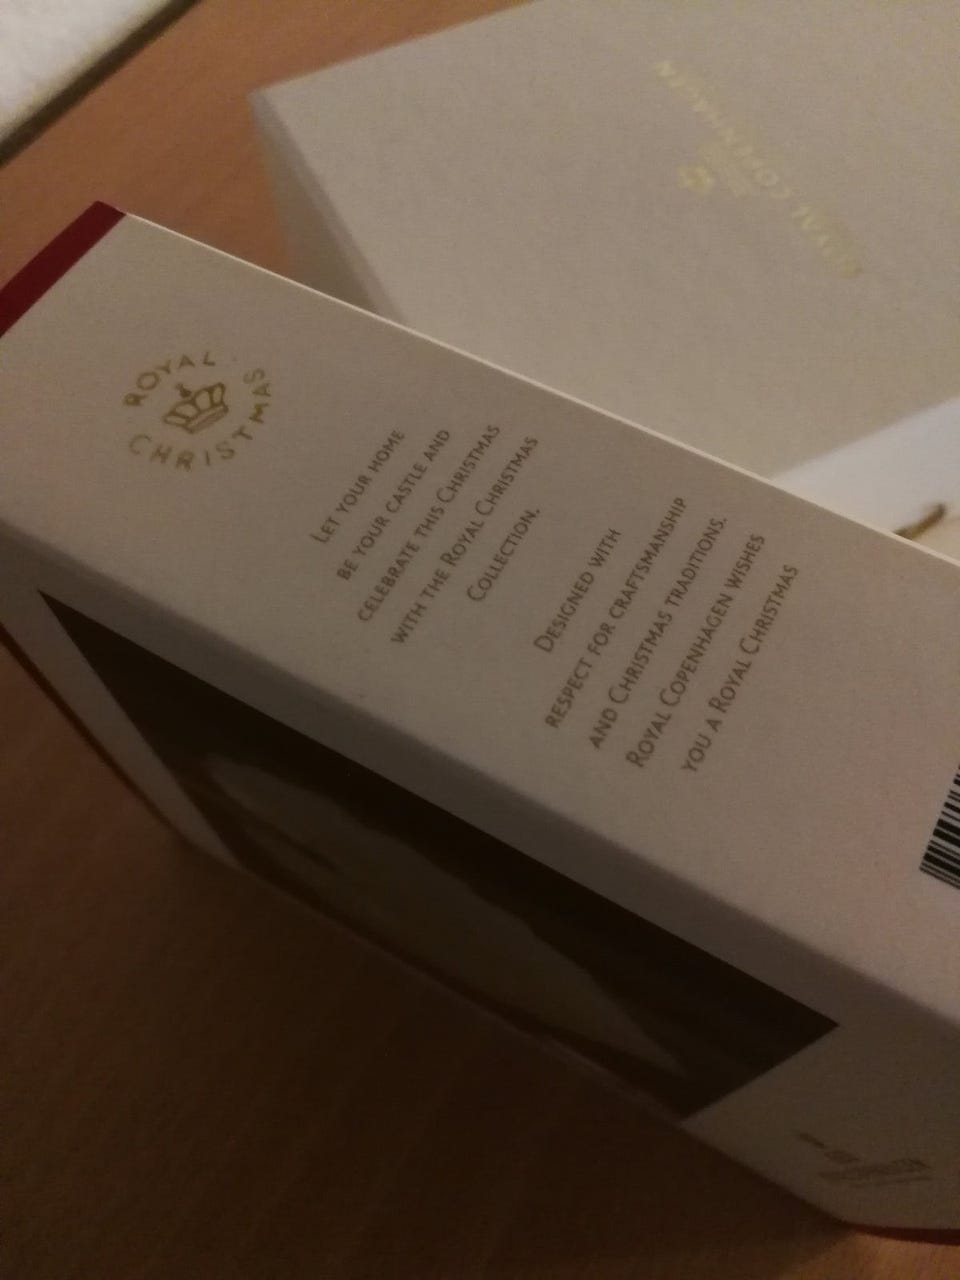 ROYAL CHRISTMAS
LET YOUR HOME
BE YOUR CASTLE AND
CELEBRATE THIS CHRISTMAS
WITH THE ROYAL CHRISTMAS
COLLECTION.
DESIGNED WITH
RESPECT FOR CRAFTSMANSHIP
AND CHRISTMAS TRADITIONS.
ROYAL COPENHAGEN WISHES
YOU A ROYAL CHRISTMAS
ROYAL COPENHAGEN